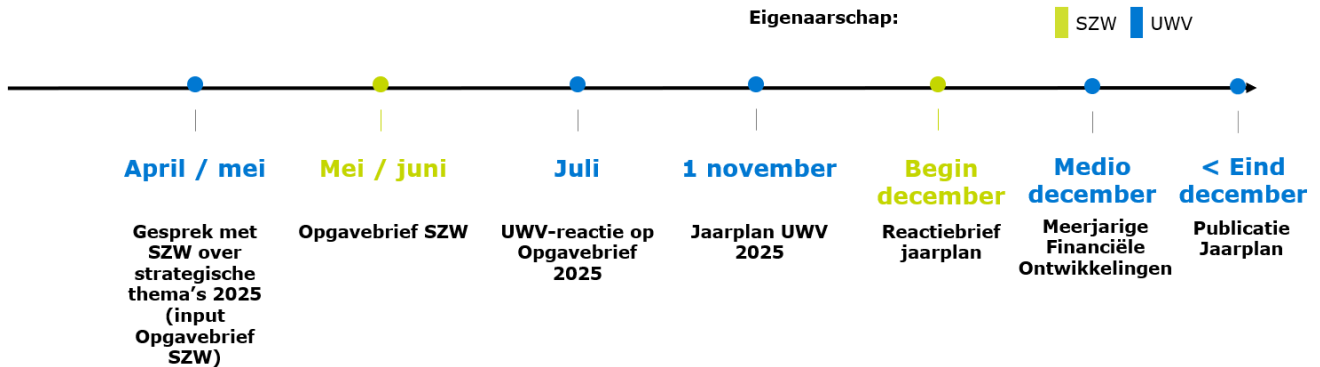 Eigenaarschap:
SZW
UWV
April / mei
Gesprek met
SZW over
strategische
thema’s 2025
(input
Opgavebrief
SZW)
Mei / juni
Opgavebrief SZW
Juli
UWV-reactie op
Opgavebrief
2025
1 november
Jaarplan UWV
2025
Begin
december
Reactiebrief
jaarplan
Medio
december
Meerjarige
Financiële
Ontwikkelingen
< Eind
december
Publicatie
Jaarplan